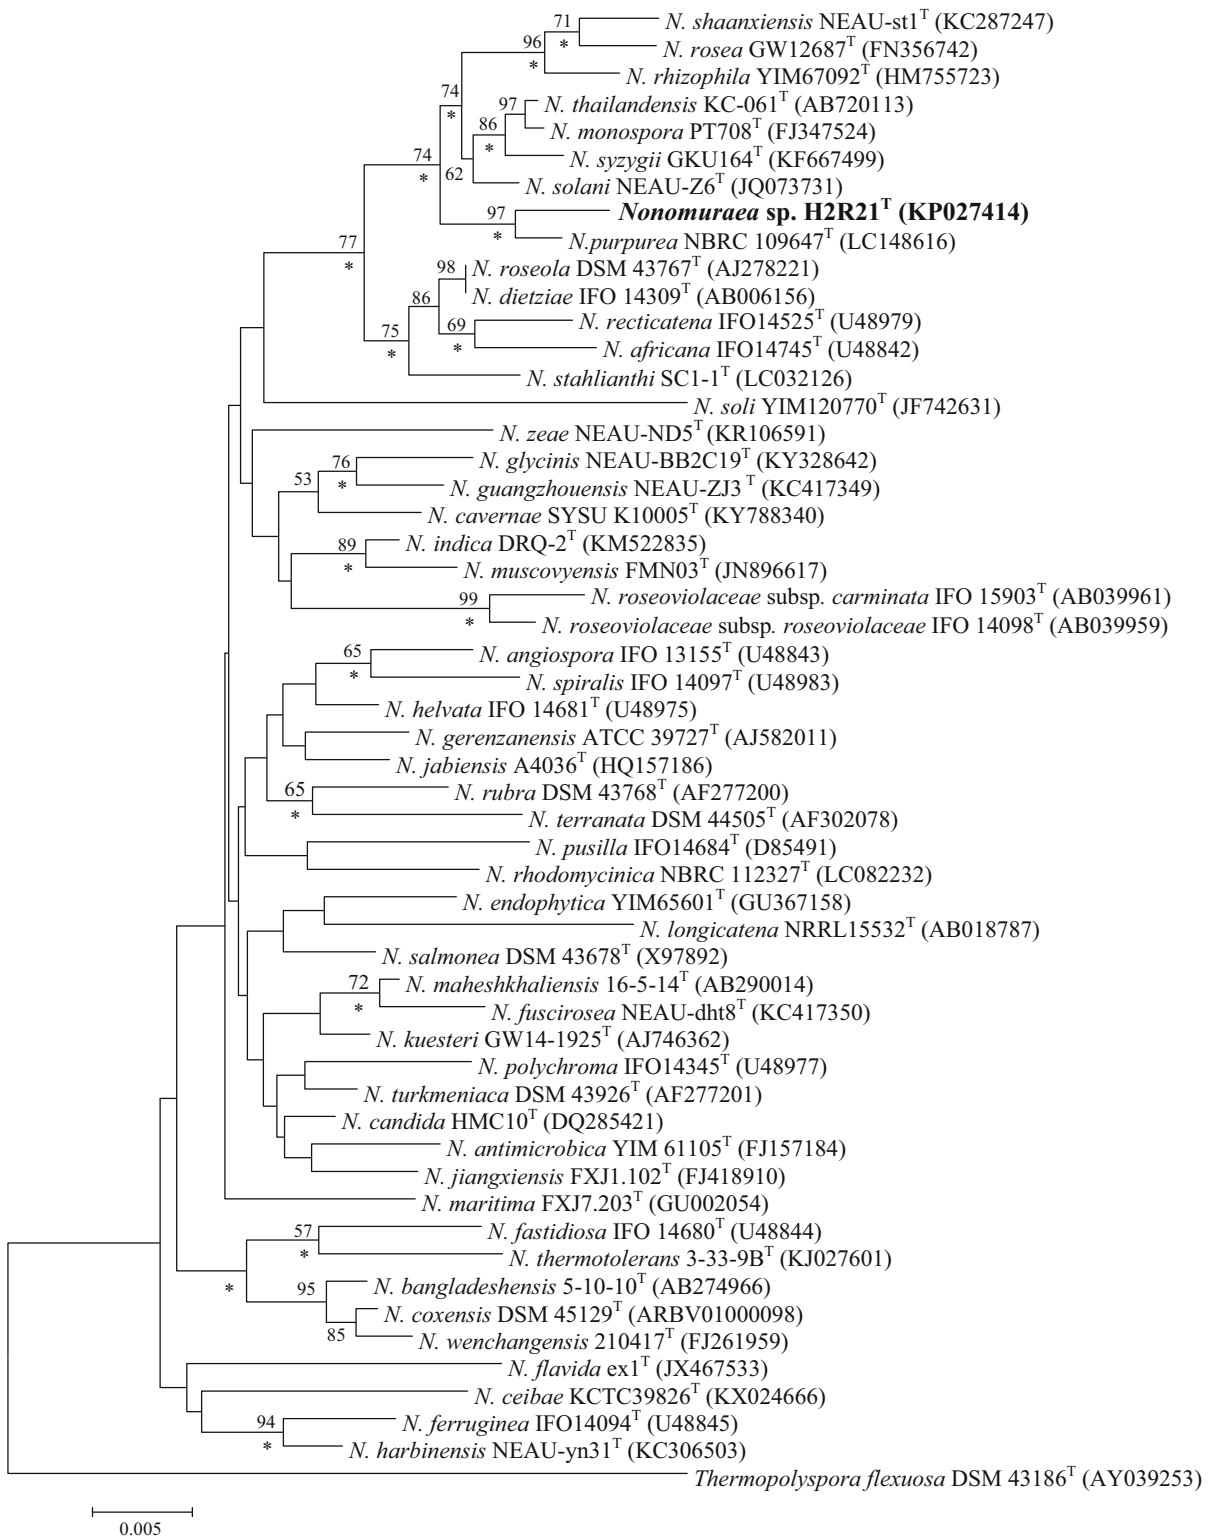 71 N. shaanxiensis NEAU-st1T (KC287247)
96 * N. rosea GW12687T (FN356742)
* N. rhizophila YIM67092T (HM755723)
74 97 N. thailandensis KC-061T (AB720113)
* 86 N. monospora PT708T (FJ347524)
74 * N. syzygii GKU164T (KF667499)
* 62 N. solani NEAU-Z6T (JQ073731)
97 Nonomuraea sp. H2R21T (KP027414)
77 * N.purpurea NBRC 109647T (LC148616)
* 98 N. roseola DSM 43767T (AJ278221)
86 N. dietziae IFO 14309T (AB006156)
75 69 N. recticatena IFO14525T (U48979)
* * N. africana IFO14745T (U48842)
N. stahlianthi SC1-1T (LC032126)
N. soli YIM120770T (JF742631)
N. zeae NEAU-ND5T (KR106591)
76 N. glycinis NEAU-BB2C19T (KY328642)
53 * N. guangzhouensis NEAU-ZJ3 T (KC417349)
N. cavernae SYSU K10005T (KY788340)
89 N. indica DRQ-2T (KM522835)
* N. muscovyensis FMN03T (JN896617)
99 N. roseoviolaceae subsp. carminata IFO 15903T (AB039961)
* N. roseoviolaceae subsp. roseoviolaceae IFO 14098T (AB039959)
65 N. angiospora IFO 13155T (U48843)
* N. spiralis IFO 14097T (U48983)
N. helvata IFO 14681T (U48975)
N. gerenzanensis ATCC 39727T (AJ582011)
N. jabiensis A4036T (HQ157186)
65 N. rubra DSM 43768T (AF277200)
* N. terranata DSM 44505T (AF302078)
N. pusilla IFO14684T (D85491)
N. rhodomycinica NBRC 112327T (LC082232)
N. endophytica YIM65601T (GU367158)
N. longicatena NRRL15532T (AB018787)
N. salmonea DSM 43678T (X97892)
72 N. maheshkhaliensis 16-5-14T (AB290014)
* N. fuscirosea NEAU-dht8T (KC417350)
N. kuesteri GW14-1925T (AJ746362)
N. polychroma IFO14345T (U48977)
N. turkmeniaca DSM 43926T (AF277201)
N. candida HMC10T (DQ285421)
N. antimicrobica YIM 61105T (FJ157184)
N. jiangxiensis FXJ1.102T (FJ418910)
N. maritima FXJ7.203T (GU002054)
57 N. fastidiosa IFO 14680T (U48844)
* N. thermotolerans 3-33-9BT (KJ027601)
* 95 N. bangladeshensis 5-10-10T (AB274966)
N. coxensis DSM 45129T (ARBV01000098)
85 N. wenchangensis 210417T (FJ261959)
N. flavida ex1T (JX467533)
N. ceibae KCTC39826T (KX024666)
94 N. ferruginea IFO14094T (U48845)
* N. harbinensis NEAU-yn31T (KC306503)
Thermopolyspora flexuosa DSM 43186T (AY039253)
0.005